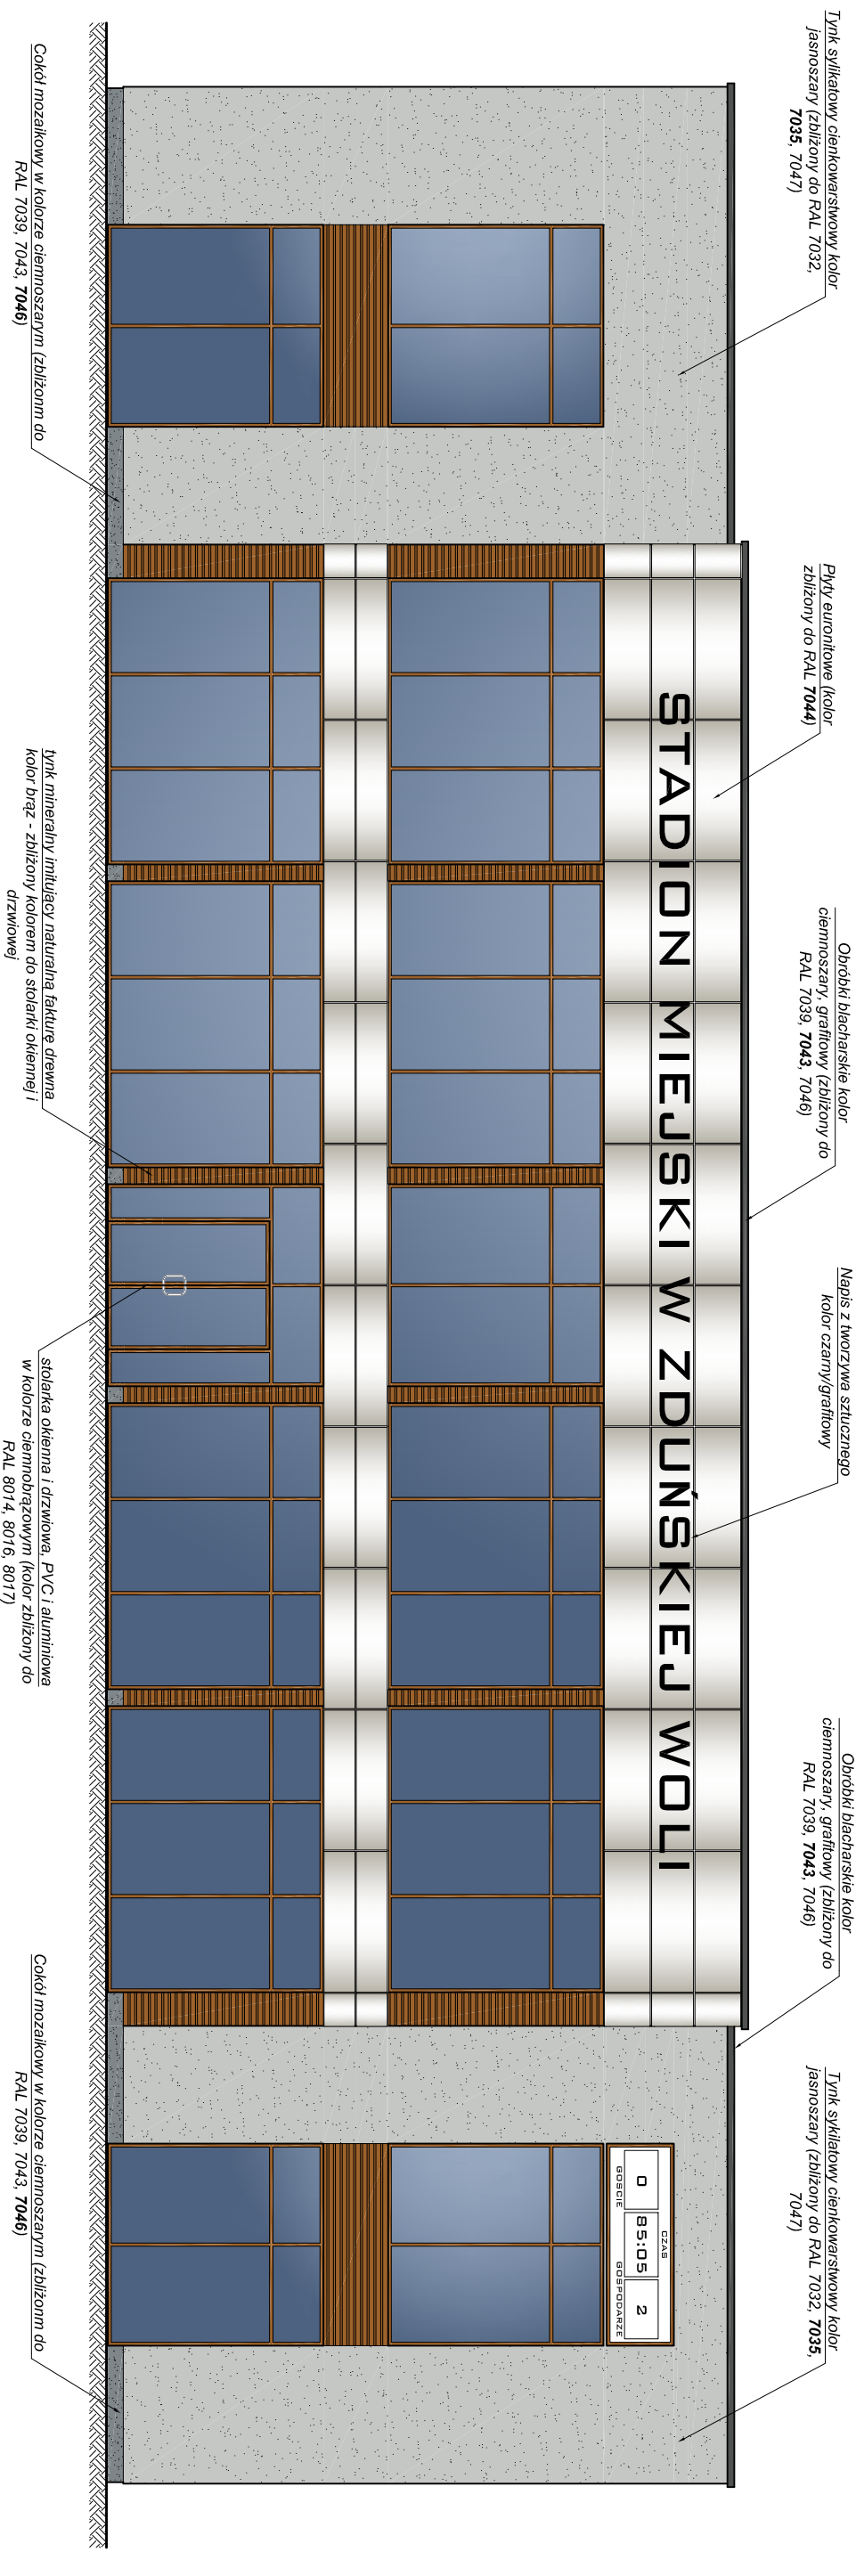 Tynk sylikatowy cienkowarstwowy kolor
jasnoszary (zbliżony do RAL 7032,
7035, 7047)
Płyty euronitowe (kolor
zbliżony do RAL 7044)
Obróbki blacharskie kolor
ciemnoszary, grafitowy (zbliżony do
RAL 7039, 7043, 7046)
Napis z tworzywa sztucznego
kolor czarny/grafitowy
Obróbki blacharskie kolor
ciemnoszary, grafitowy (zbliżony do
RAL 7039, 7043, 7046)
Tynk sykilatowy cienkowarstwowy kolor
jasnoszary (zbliżony do RAL 7032, 7035,
7047)
STADION MIEJSKI W ZDUŃSKIEJ WOLI
CZAS
0 85:05 2
GOŚCIE GOSPODARZE
Cokół mozaikowy w kolorze ciemnoszarym (zbliżonm do
RAL 7039, 7043, 7046)
tynk mineralny imitujący naturalną fakturę drewna
kolor brąz - zbliżony kolorem do stolarki okiennej i
drzwiowej
stolarka okienna i drzwiowa, PVC i aluminiowa
w kolorze ciemnobrązowym (kolor zbliżony do
RAL 8014, 8016, 8017)
Cokół mozaikowy w kolorze ciemnoszarym (zbliżonm do
RAL 7039, 7043, 7046)